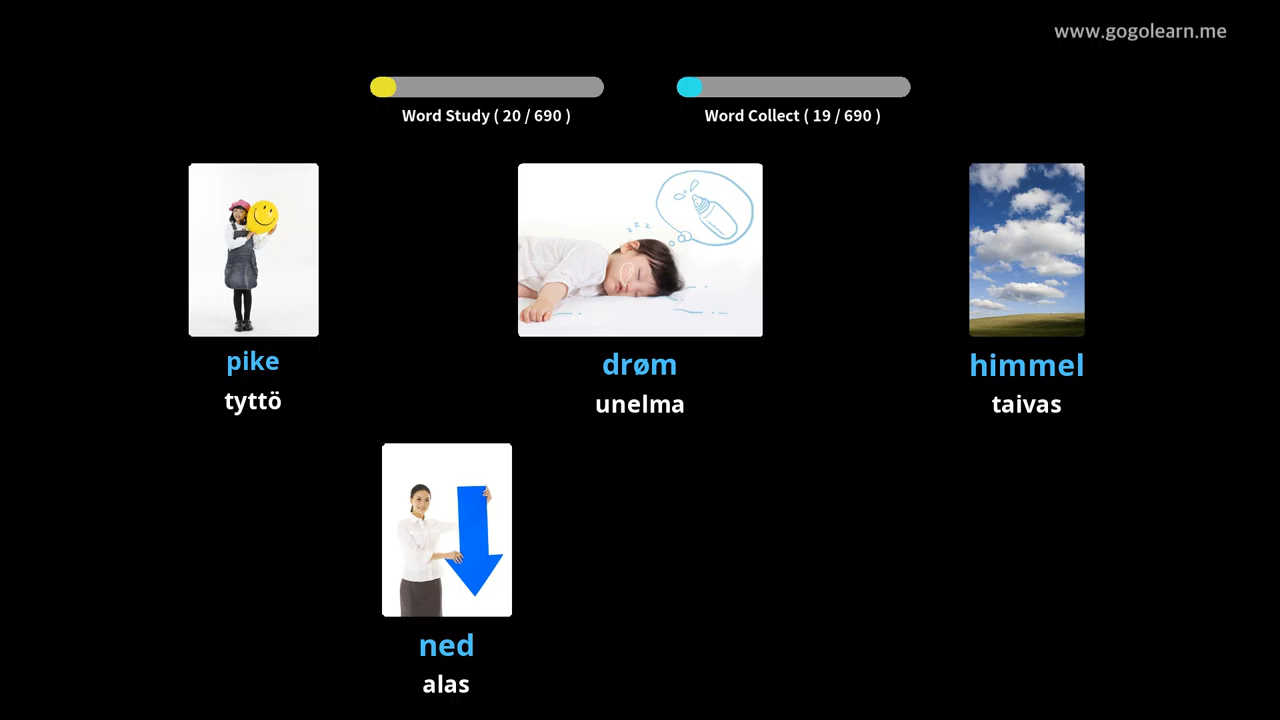 www.gogolearn.me
Word Study ( 20 / 690 )
Word Collect ( 19 / 690 )
pike
tyttö
drøm
unelma
himmel
taivas
ned
alas